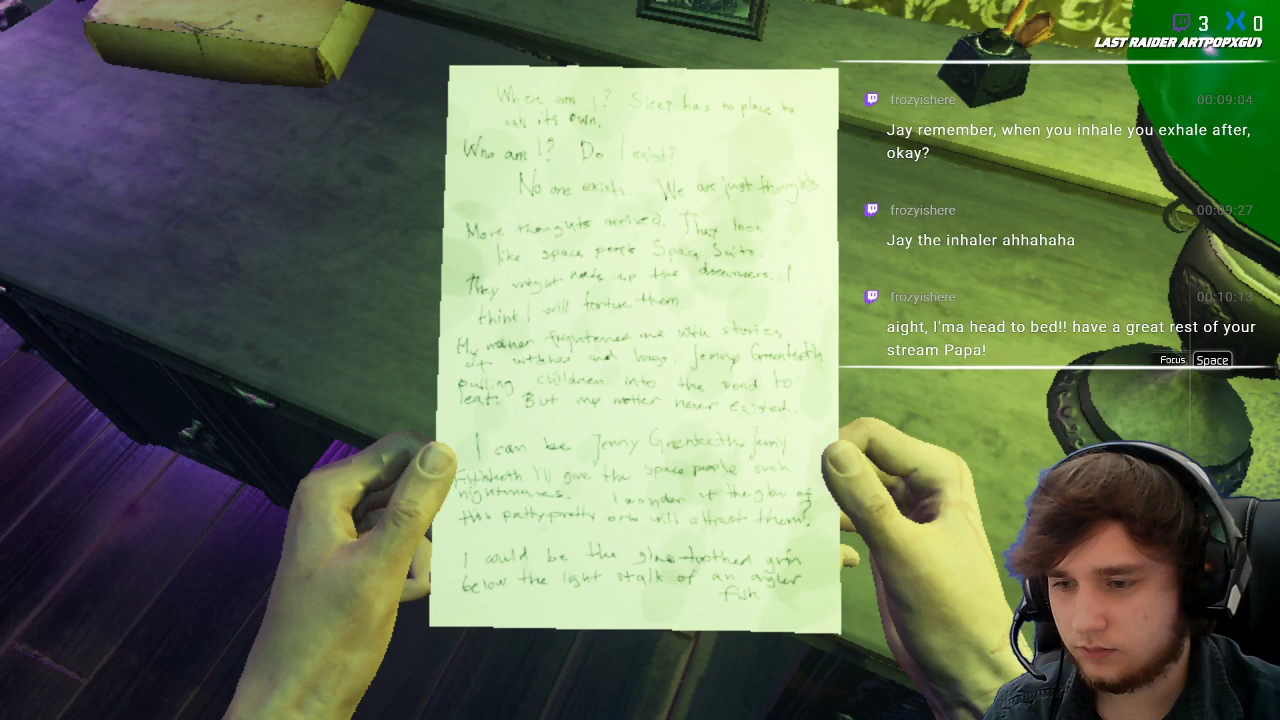 When am I? Sleep has no place to
call its own.
Who am I? Do I exist?
No one exists. We are just thoughts
More thoughts arrived. They look
like space people Space Suits
They might mess up the dreamers. I
think I will torture them
My mother frightened me with stories
of witches and hags. Jenny Greenteeth
pulling children into the pond to
But my mother never existed.
I can be Jenny Greenteeth Jenny
Filthteeth. I'll give the space people such
nightmares. I wonder if the glow of
this pretty pretty orb will attract them?
I could be the glass-toothed grin
below the light stalk of an angler
fish
3 0
LAST RAIDER ARTPOPXGUY
frozyishere 00:09:04
Jay remember, when you inhale you exhale after,
okay?
frozyishere 00:09:27
Jay the inhaler ahhahaha
frozyishere 00:10:13
aight, I'ma head to bed!! have a great rest of your
stream Papa!
Focus Space